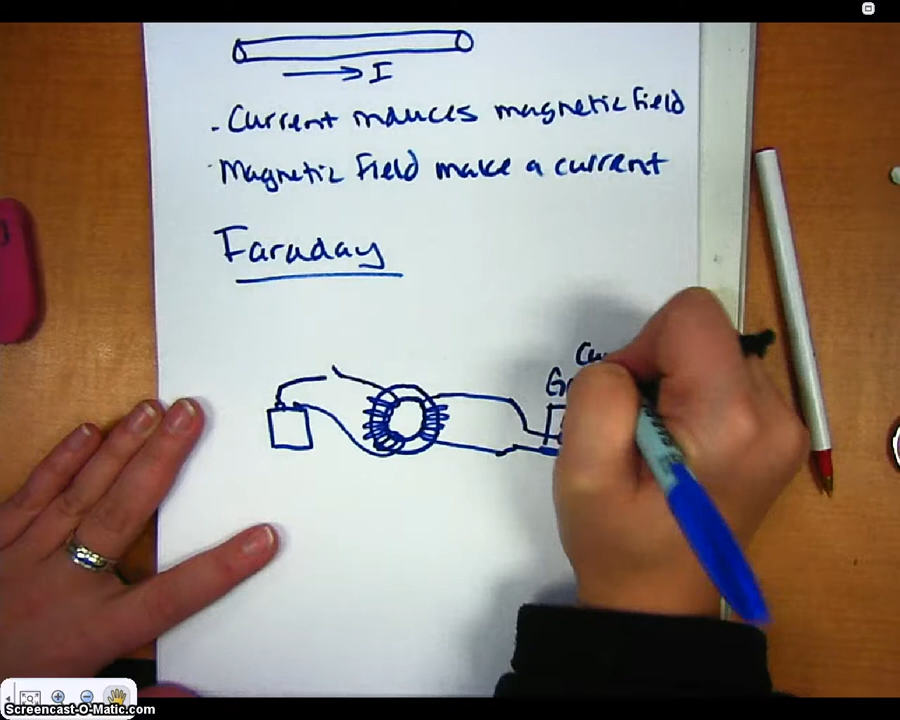 I
. Current induces magnetic field
· Magnetic Field make a current
Faraday
Screencast-O-Matic.com